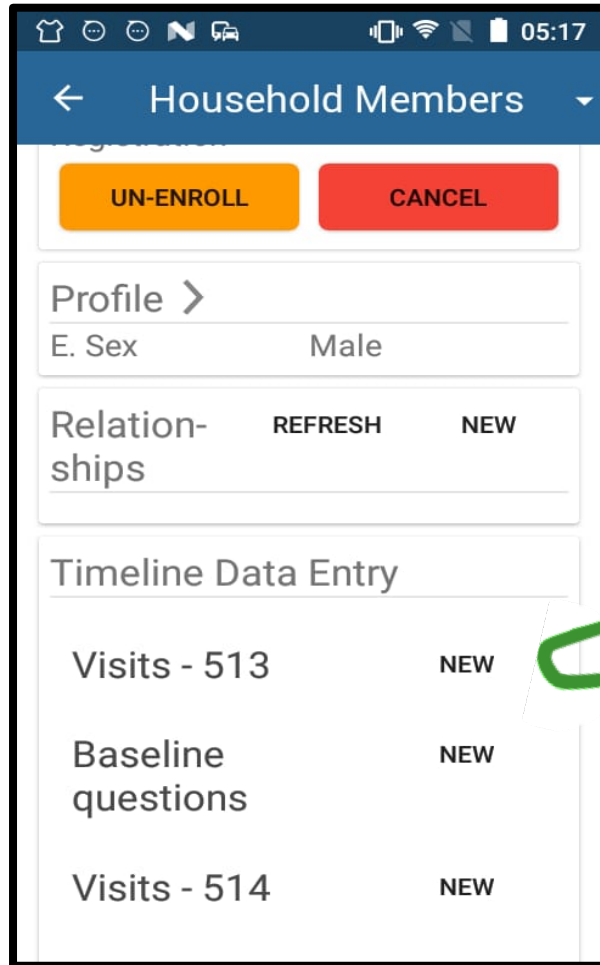 05:17
Household Members
Registration
UN-ENROLL CANCEL
Profile
E. Sex Male
Relation- REFRESH NEW
ships
Timeline Data Entry
Visits - 513 NEW
Baseline NEW
questions
Visits - 514 NEW